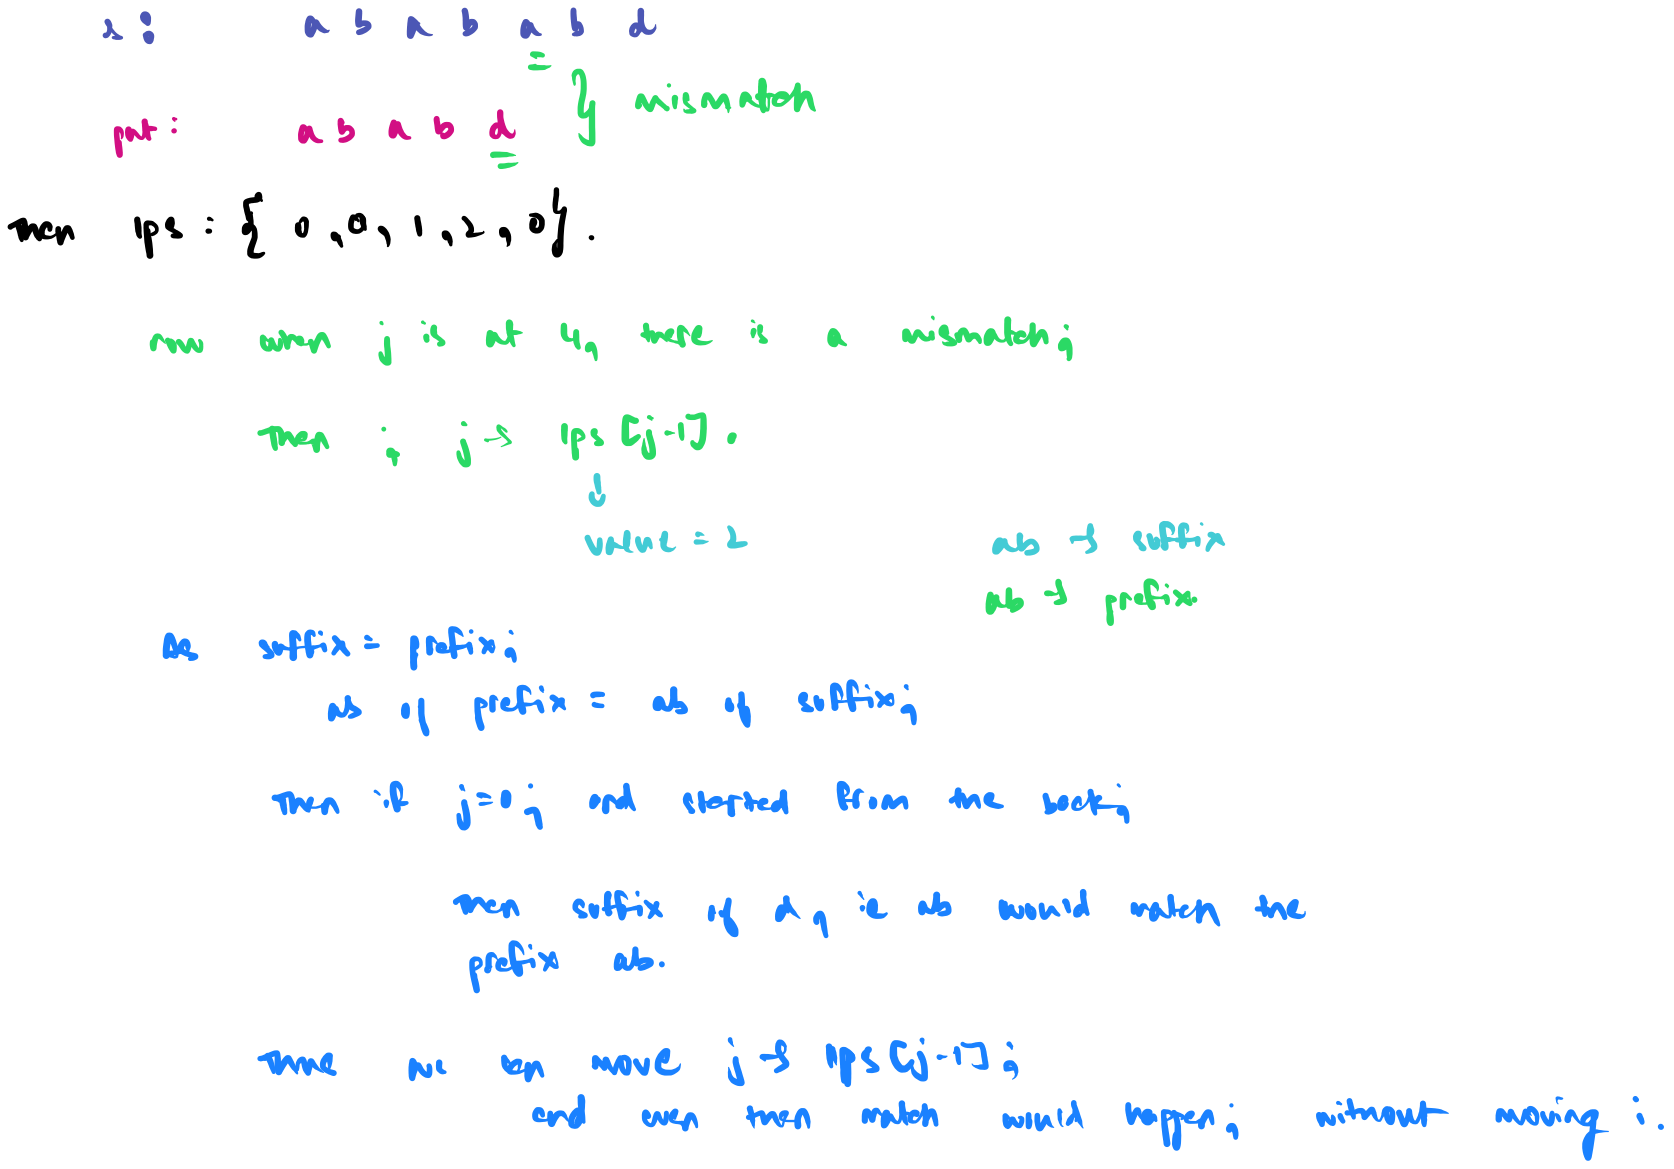 s: a b a b a b d
} mismatch
pat: a b a b d
Then lps : { 0, 0, 1, 2, 0}.
now when j is at 4, there is a mismatch;
Then ; j → lps [j-1].
↓
value = 2
ab → suffix
ab → prefix.
As suffix = prefix;
ab of prefix = ab of suffix;
Then if j=0; and started from the back;
Then suffix of d, ie ab would match the
prefix ab.
we can move j → lps [j-1];
and even then match would happen; without moving i.